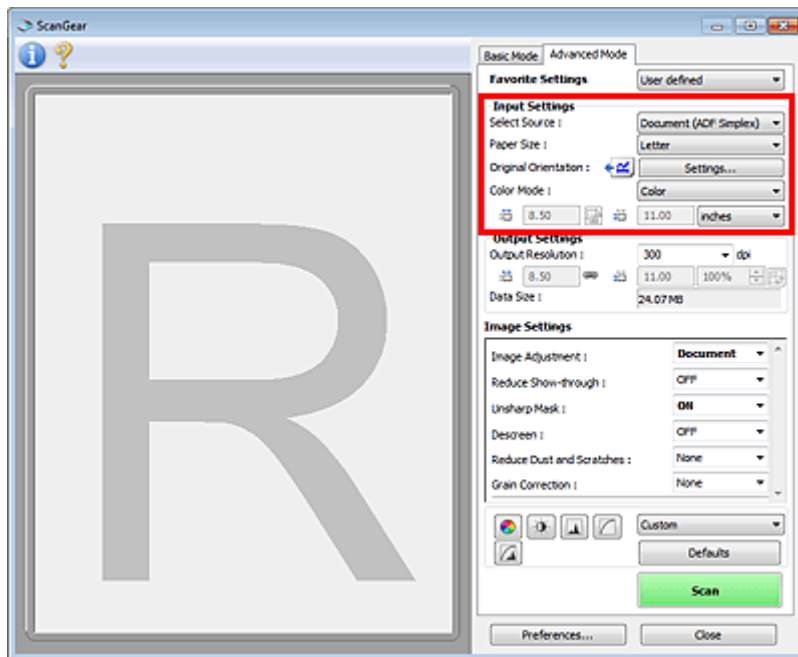 ScanGear
Basic Mode Advanced Mode
Favorite Settings User defined
Input Settings
Select Source : Document (ADF Simplex)
Paper Size : Letter
Original Orientation : Settings...
Color Mode : Color
8.50 11.00 inches
Output Settings
Output Resolution : 300 dpi
8.50 11.00 100%
Data Size : 24.07 MB
Image Settings
Image Adjustment : Document
Reduce Show-through : OFF
Unsharp Mask : ON
Descreen : OFF
Reduce Dust and Scratches : None
Grain Correction : None
Custom
Defaults
Scan
Preferences... Close
R